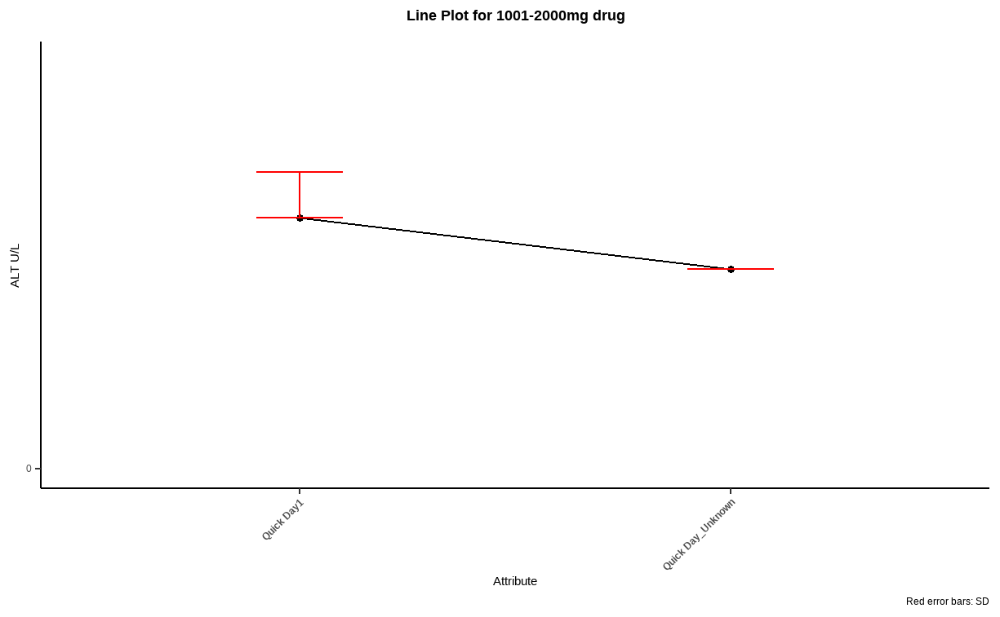 Line Plot for 1001-2000mg drug
ALT U/L
0
Quick Day1
Quick Day_Unknown
Attribute
Red error bars: SD